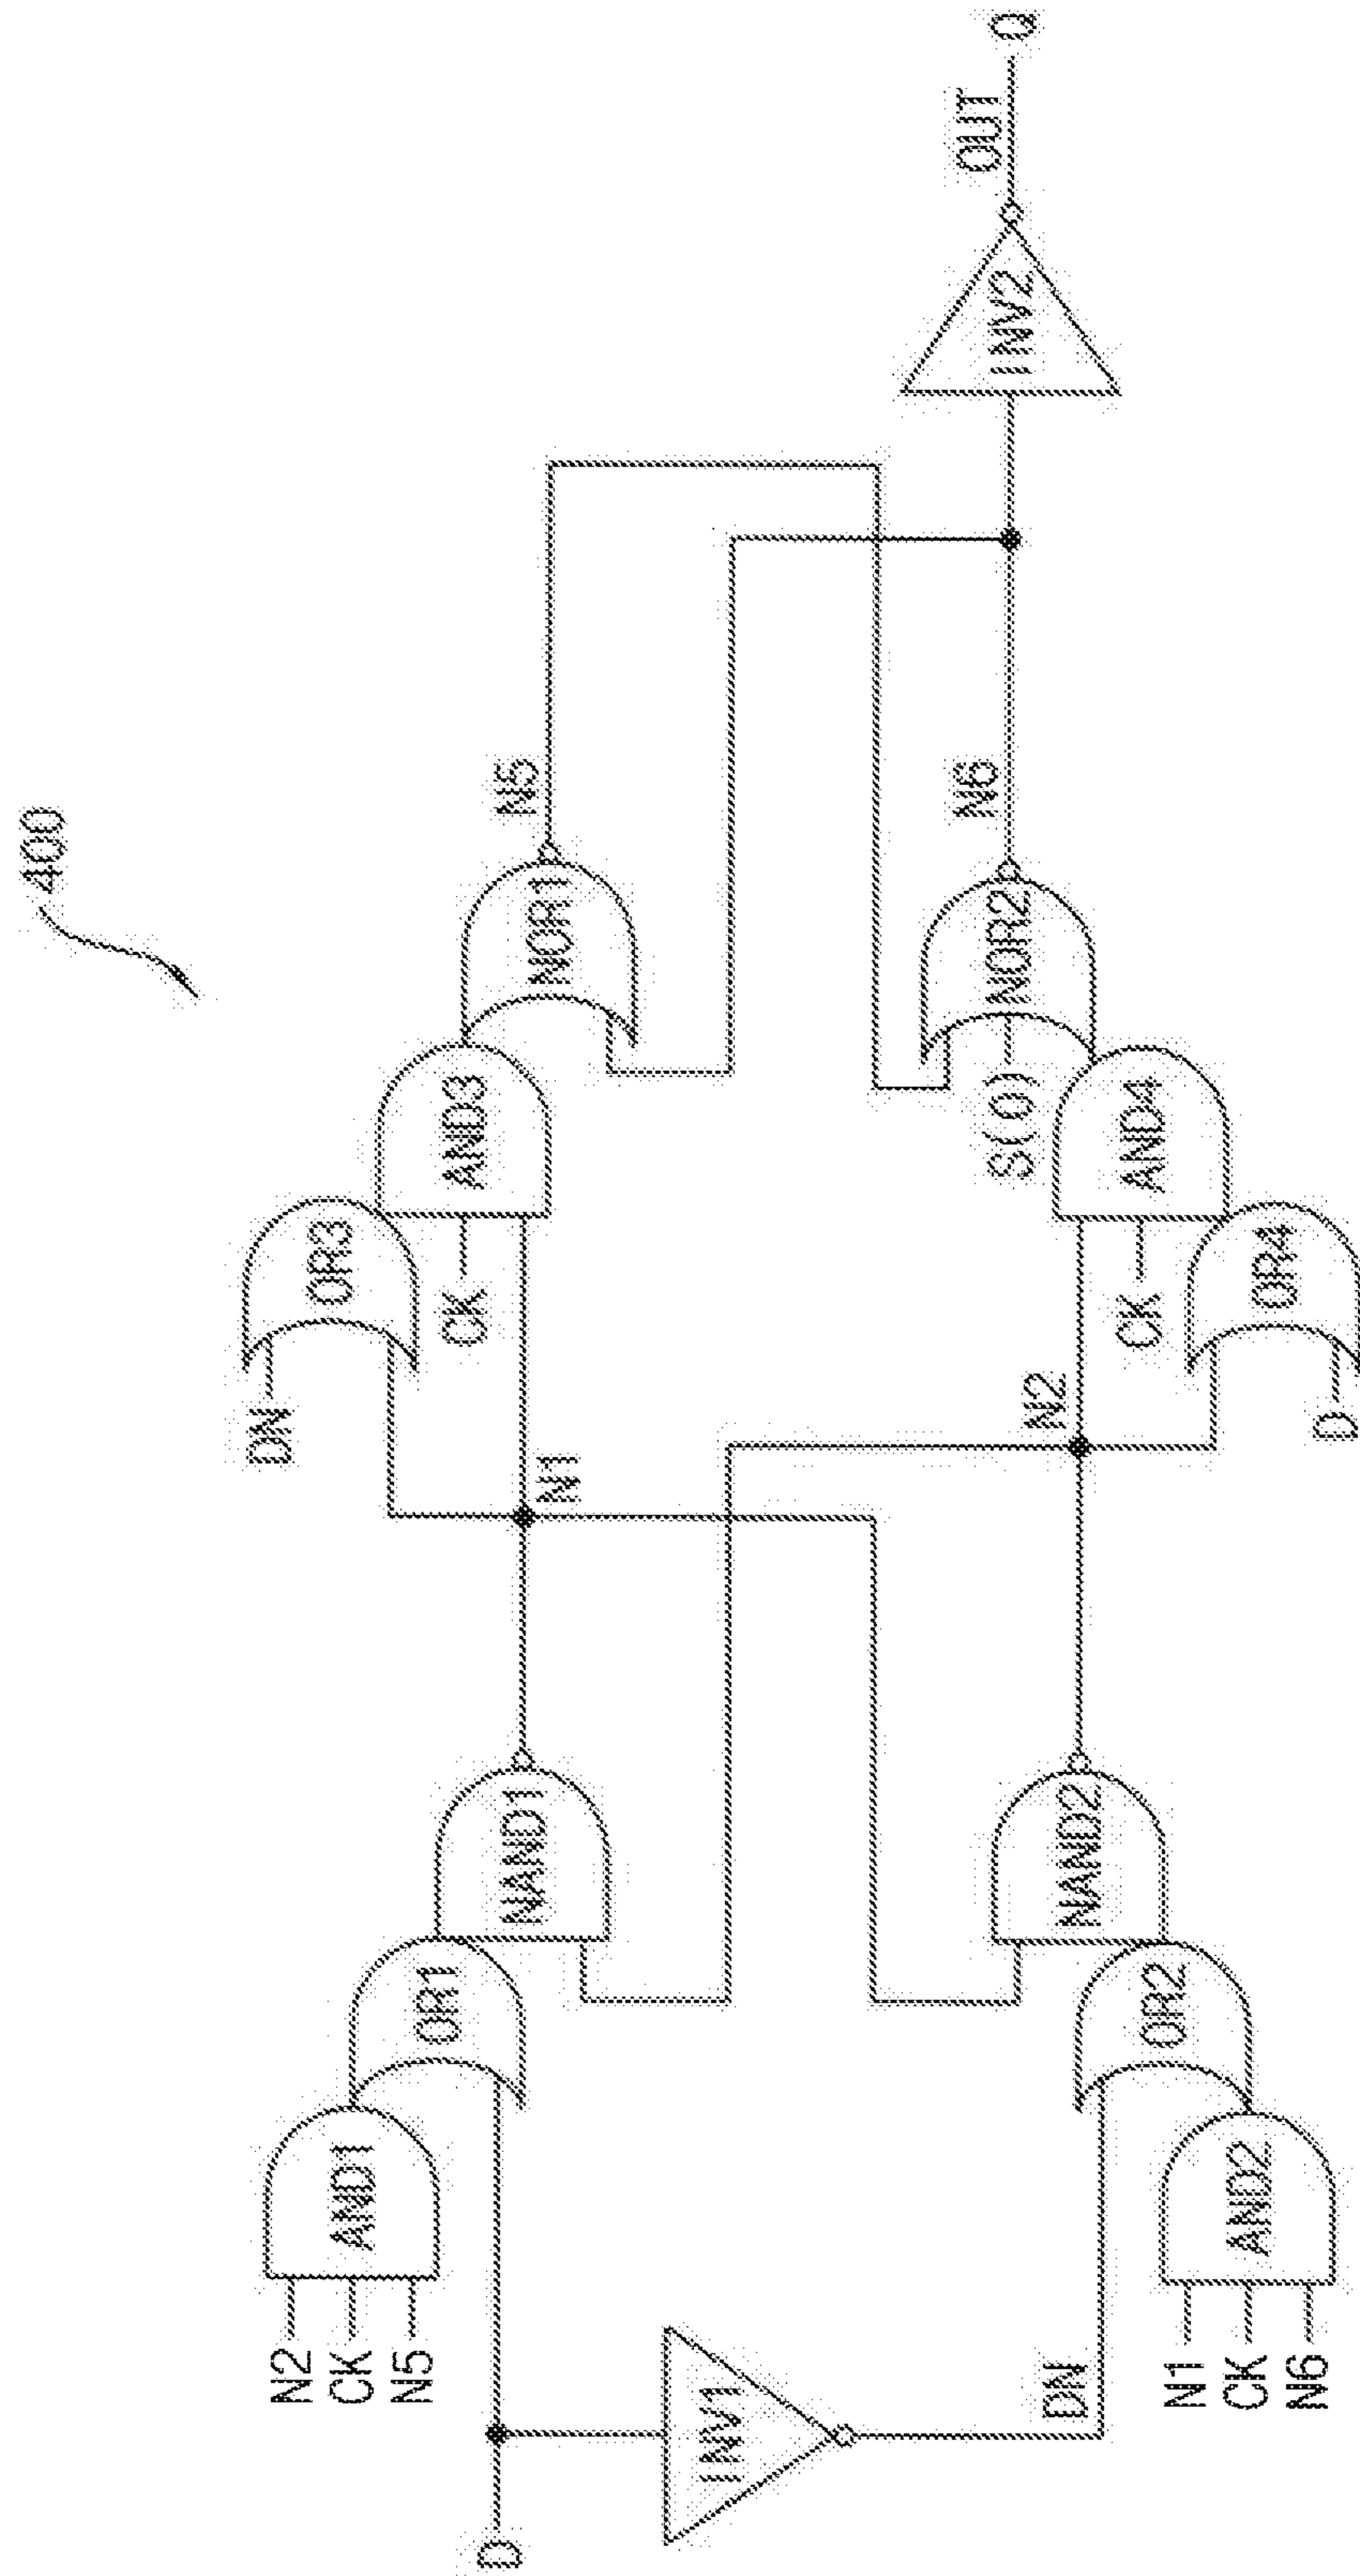 400
N2
CK
N5
AND1
OR1
NAND1
D
INV1
DN
N1
CK
N6
AND2
OR2
NAND2
N1
N2
DN
OR3
CK
AND3
NOR1
N5
S(0)
NOR2
N6
CK
AND4
D
OR4
INV2
OUT
Q